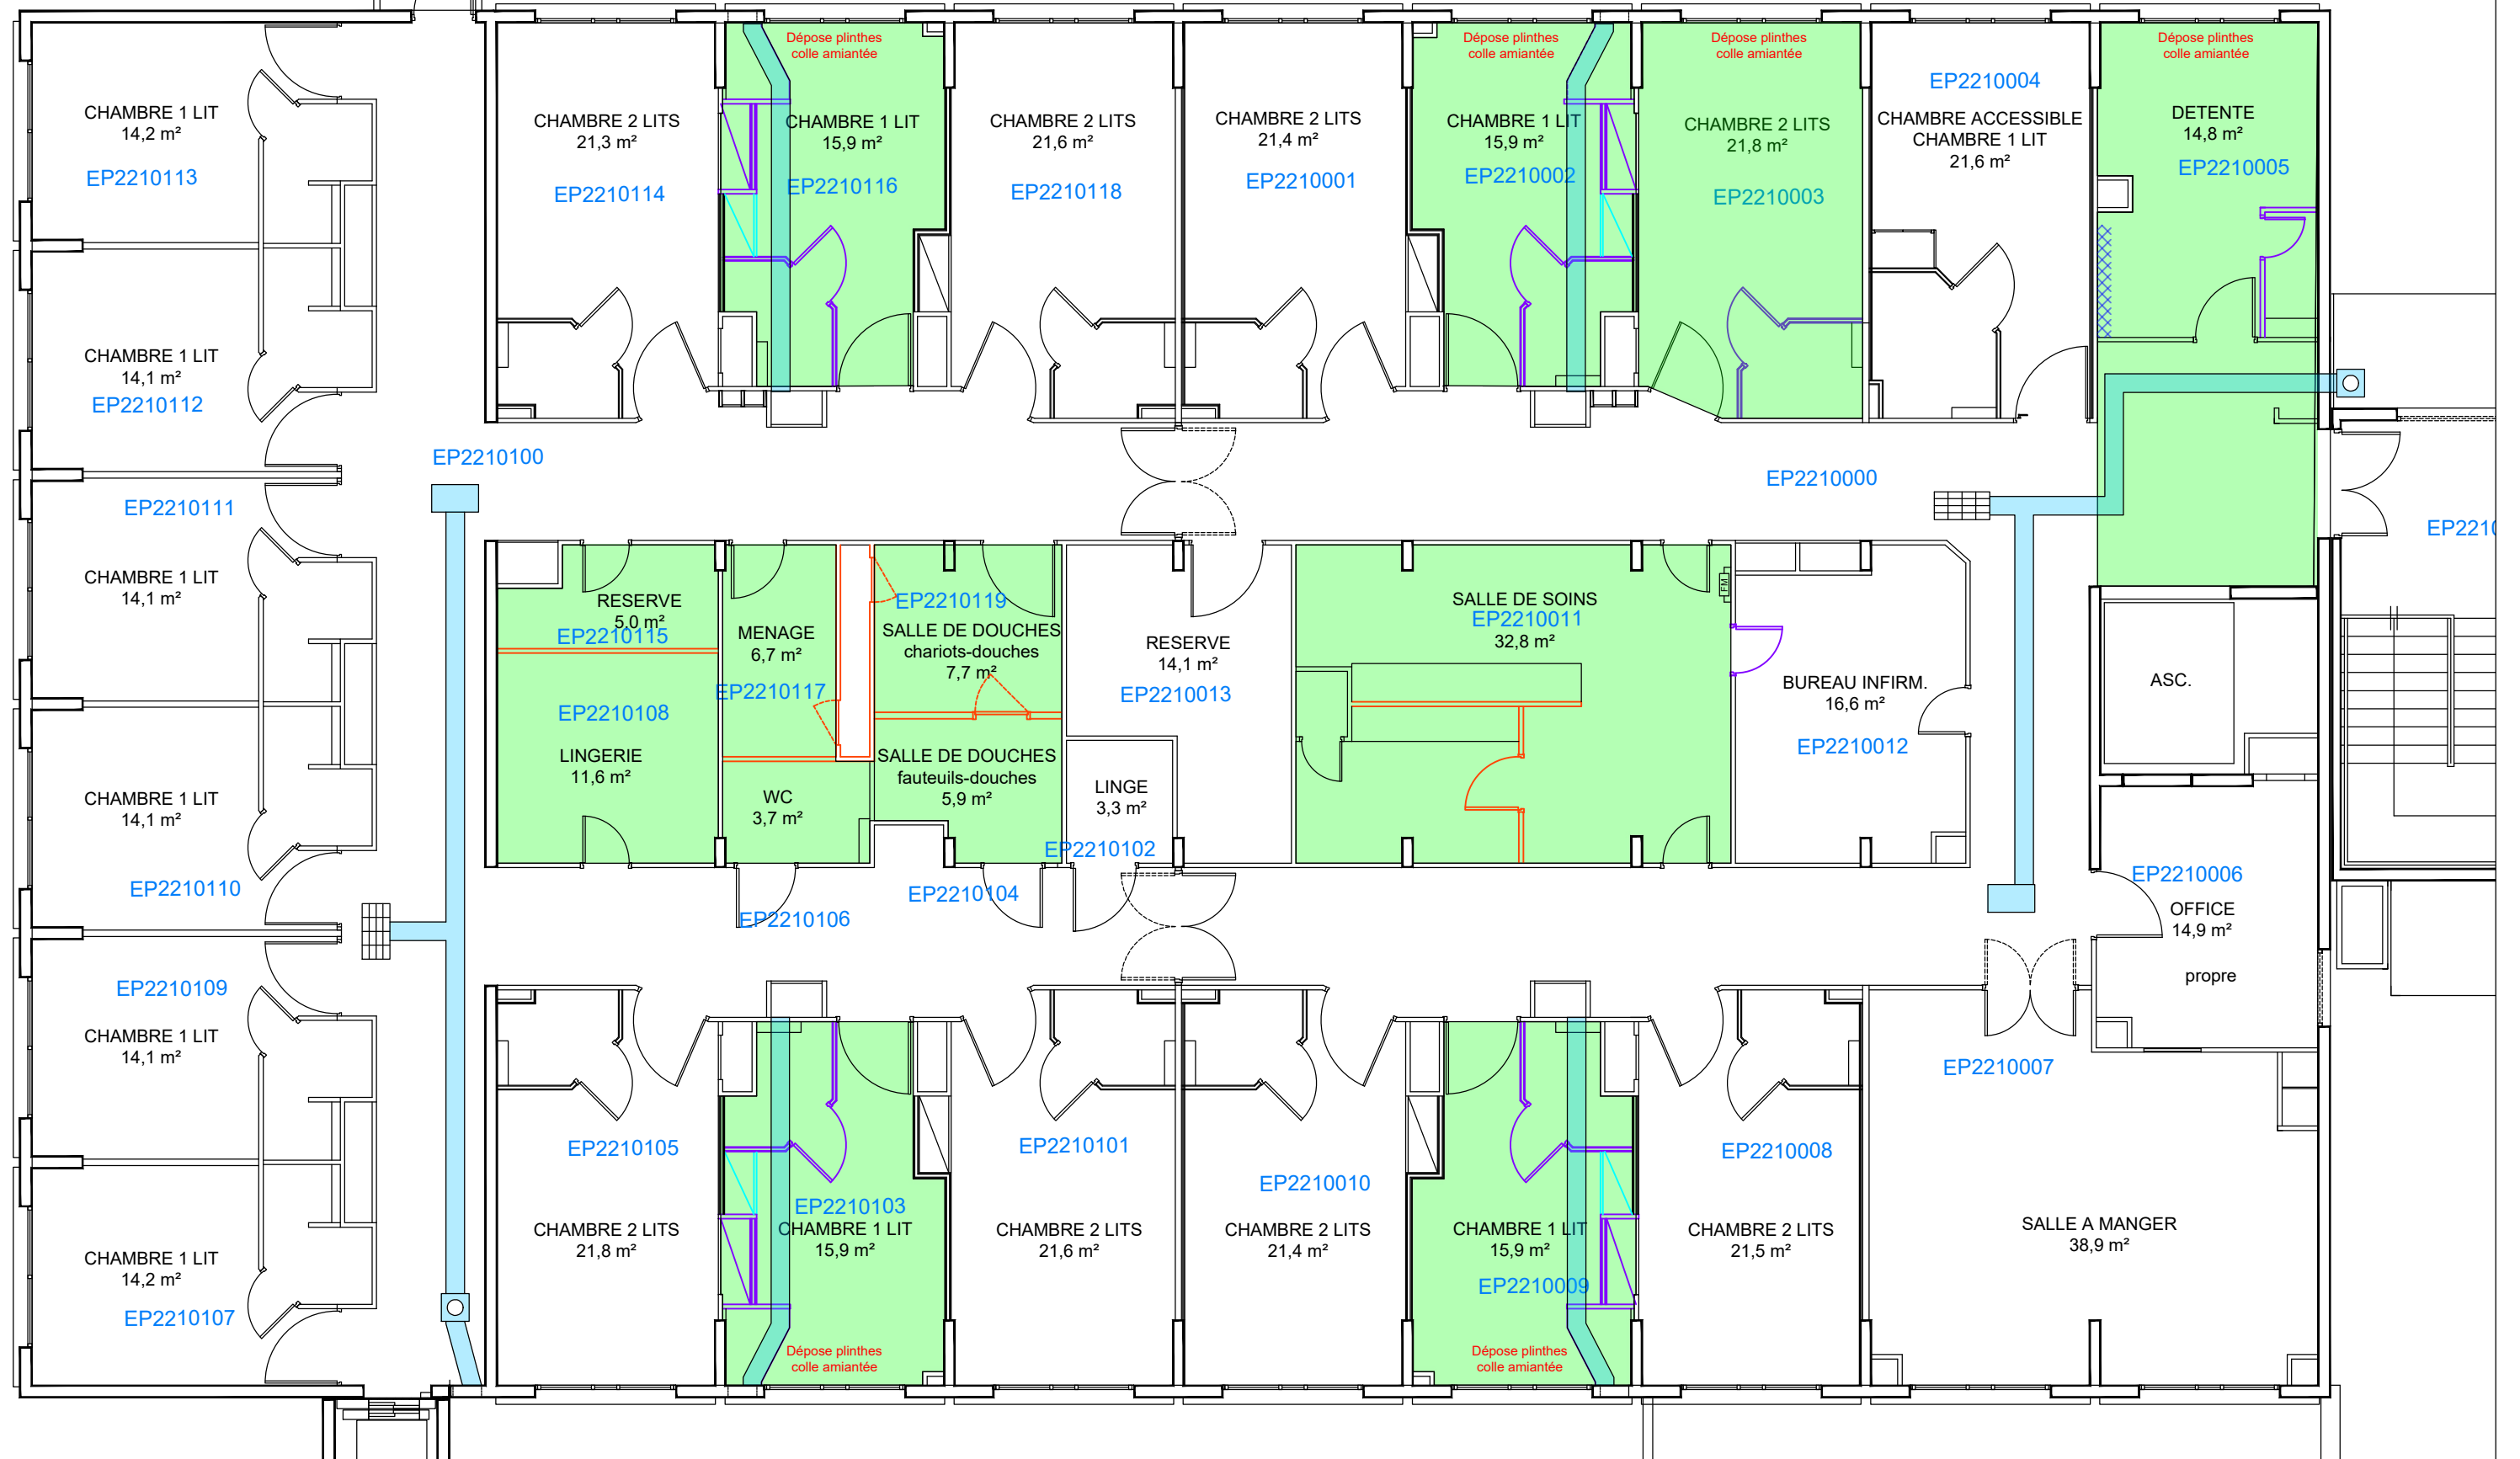 Dépose plinthes
colle amiantée
Dépose plinthes
colle amiantée
Dépose plinthes
colle amiantée
Dépose plinthes
colle amiantée
CHAMBRE 1 LIT
14,2 m²
EP2210113
CHAMBRE 2 LITS
21,3 m²
EP2210114
CHAMBRE 1 LIT
15,9 m²
EP2210116
CHAMBRE 2 LITS
21,6 m²
EP2210118
CHAMBRE 2 LITS
21,4 m²
EP2210001
CHAMBRE 1 LIT
15,9 m²
EP2210002
CHAMBRE 2 LITS
21,8 m²
EP2210003
EP2210004
CHAMBRE ACCESSIBLE
CHAMBRE 1 LIT
21,6 m²
DETENTE
14,8 m²
EP2210005
CHAMBRE 1 LIT
14,1 m²
EP2210112
EP2210100
EP2210000
EP2210111
CHAMBRE 1 LIT
14,1 m²
EP2210
RESERVE
5,0 m²
EP2210115
MENAGE
6,7 m²
EP2210117
EP2210119
SALLE DE DOUCHES
chariots-douches
7,7 m²
RESERVE
14,1 m²
EP2210013
SALLE DE SOINS
EP2210011
32,8 m²
FM
BUREAU INFIRM.
16,6 m²
EP2210012
ASC.
EP2210108
LINGERIE
11,6 m²
WC
3,7 m²
SALLE DE DOUCHES
fauteuils-douches
5,9 m²
LINGE
3,3 m²
EP2210102
CHAMBRE 1 LIT
14,1 m²
EP2210110
EP2210106
EP2210104
EP2210006
OFFICE
14,9 m²
propre
EP2210109
CHAMBRE 1 LIT
14,1 m²
EP2210007
EP2210105
CHAMBRE 2 LITS
21,8 m²
EP2210103
CHAMBRE 1 LIT
15,9 m²
EP2210101
CHAMBRE 2 LITS
21,6 m²
EP2210010
CHAMBRE 2 LITS
21,4 m²
CHAMBRE 1 LIT
15,9 m²
EP2210009
EP2210008
CHAMBRE 2 LITS
21,5 m²
SALLE A MANGER
38,9 m²
CHAMBRE 1 LIT
14,2 m²
EP2210107
Dépose plinthes
colle amiantée
Dépose plinthes
colle amiantée